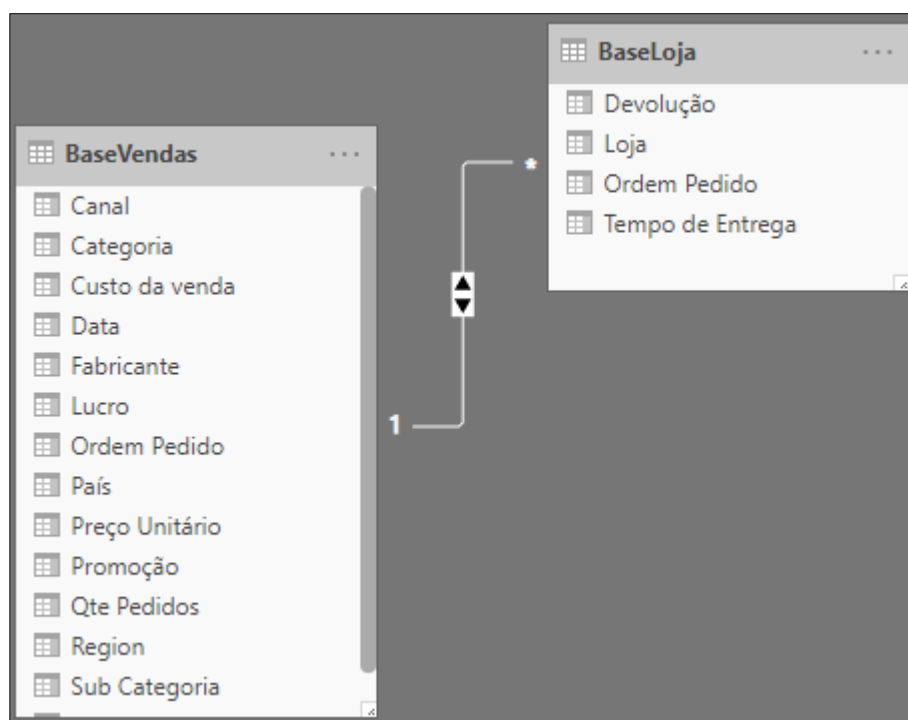 BaseLoja
Devolução
Loja
Ordem Pedido
Tempo de Entrega
*
1
BaseVendas
Canal
Categoria
Custo da venda
Data
Fabricante
Lucro
Ordem Pedido
País
Preço Unitário
Promoção
Qte Pedidos
Region
Sub Categoria